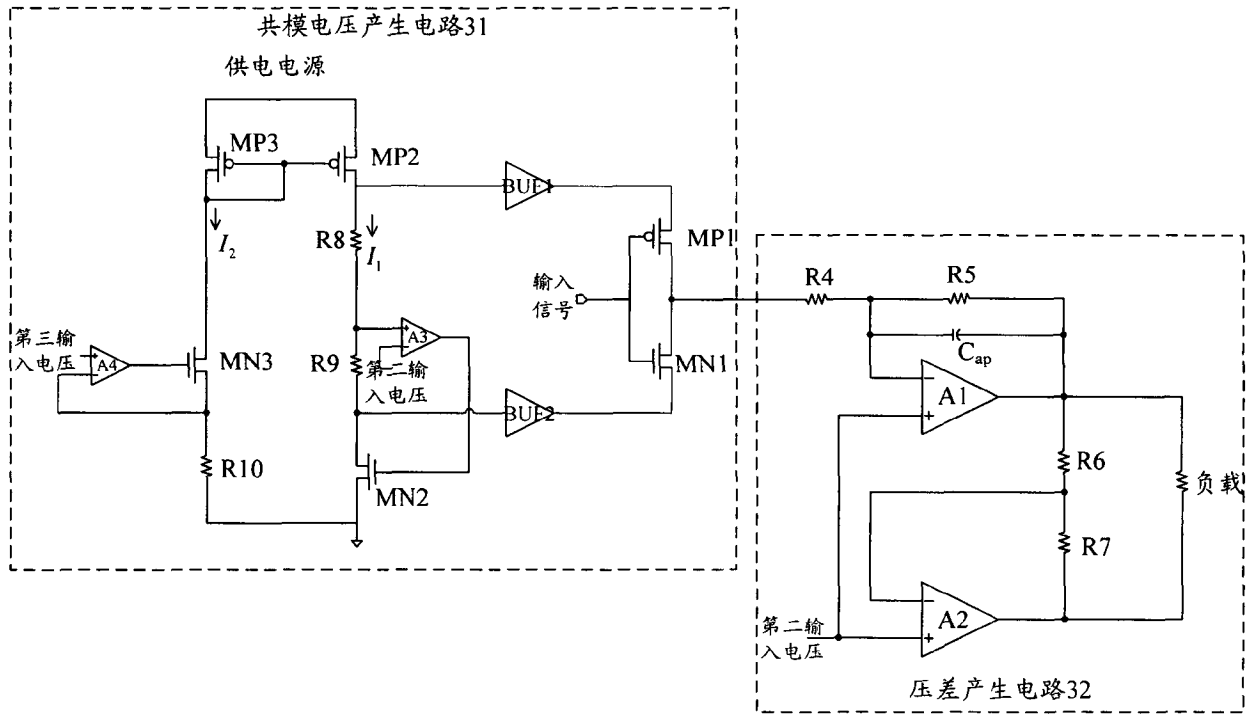 共模电压产生电路31
供电电源
MP3
MP2
BUF1
I₂
R8
I₁
MP1
输入
信号
R4
R5
Cap
第三输
入电压
A4
MN3
A3
R9
第二输
入电压
MN1
A1
BUF2
R10
MN2
R6
负载
R7
A2
第二输
入电压
压差产生电路32